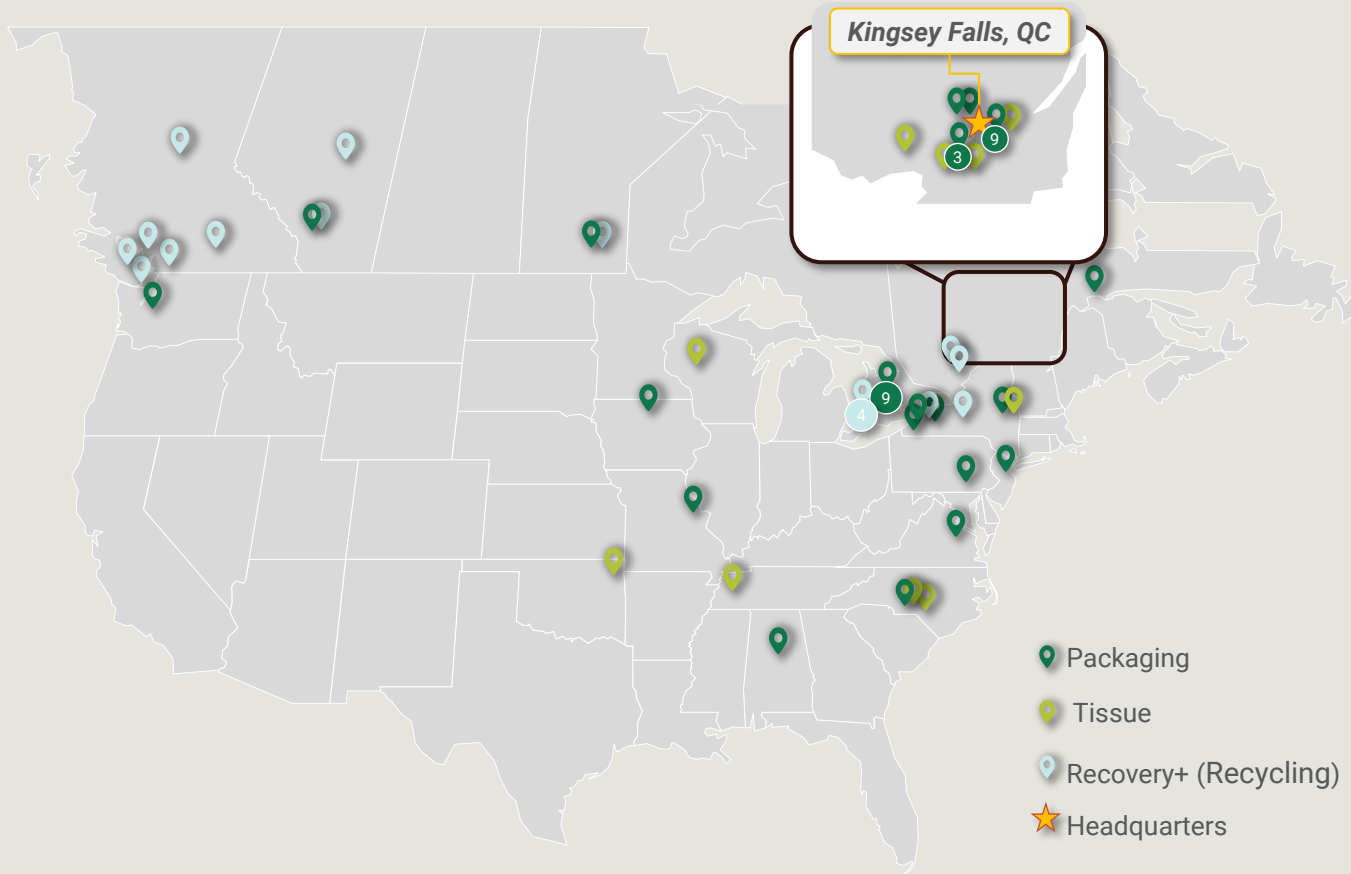 Kingsey Falls, QC
9
3
9
4
Packaging
Tissue
Recovery+ (Recycling)
Headquarters